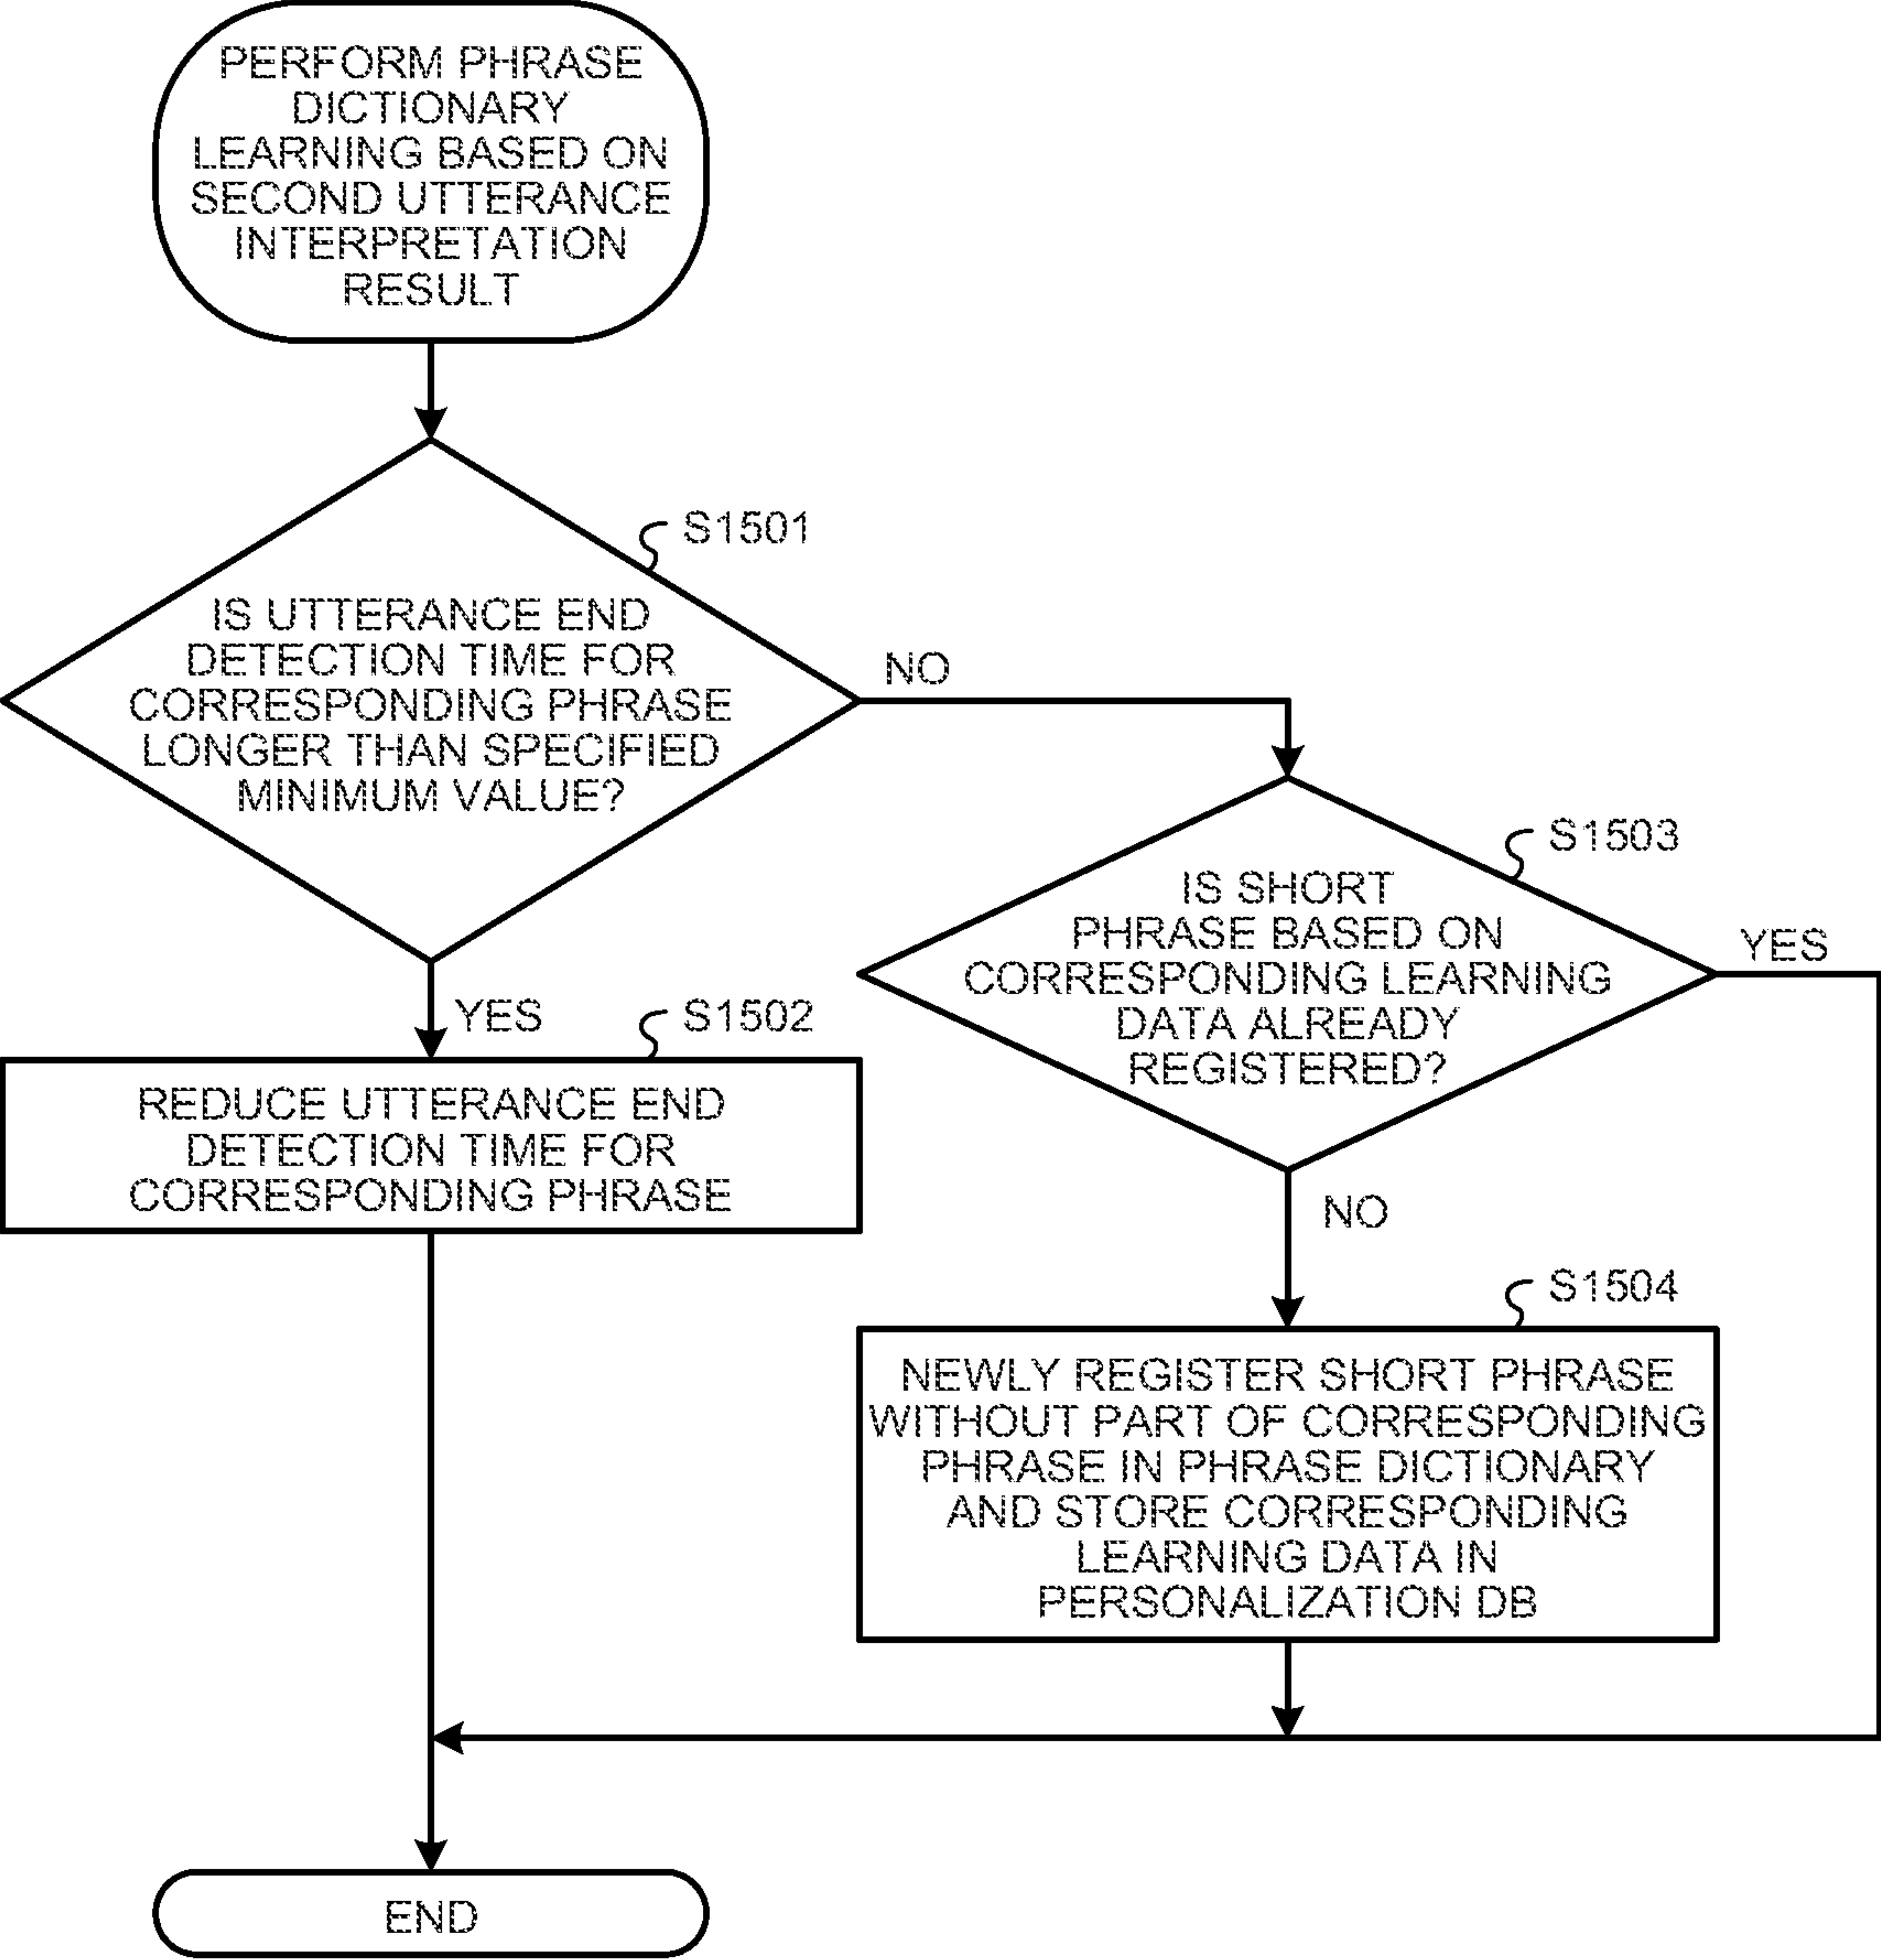 PERFORM PHRASE
DICTIONARY
LEARNING BASED ON
SECOND UTTERANCE
INTERPRETATION
RESULT
S1501
IS UTTERANCE END
DETECTION TIME FOR
CORRESPONDING PHRASE
LONGER THAN SPECIFIED
MINIMUM VALUE?
NO
YES
S1502
REDUCE UTTERANCE END
DETECTION TIME FOR
CORRESPONDING PHRASE
S1503
IS SHORT
PHRASE BASED ON
CORRESPONDING LEARNING
DATA ALREADY
REGISTERED?
YES
NO
S1504
NEWLY REGISTER SHORT PHRASE
WITHOUT PART OF CORRESPONDING
PHRASE IN PHRASE DICTIONARY
AND STORE CORRESPONDING
LEARNING DATA IN
PERSONALIZATION DB
END